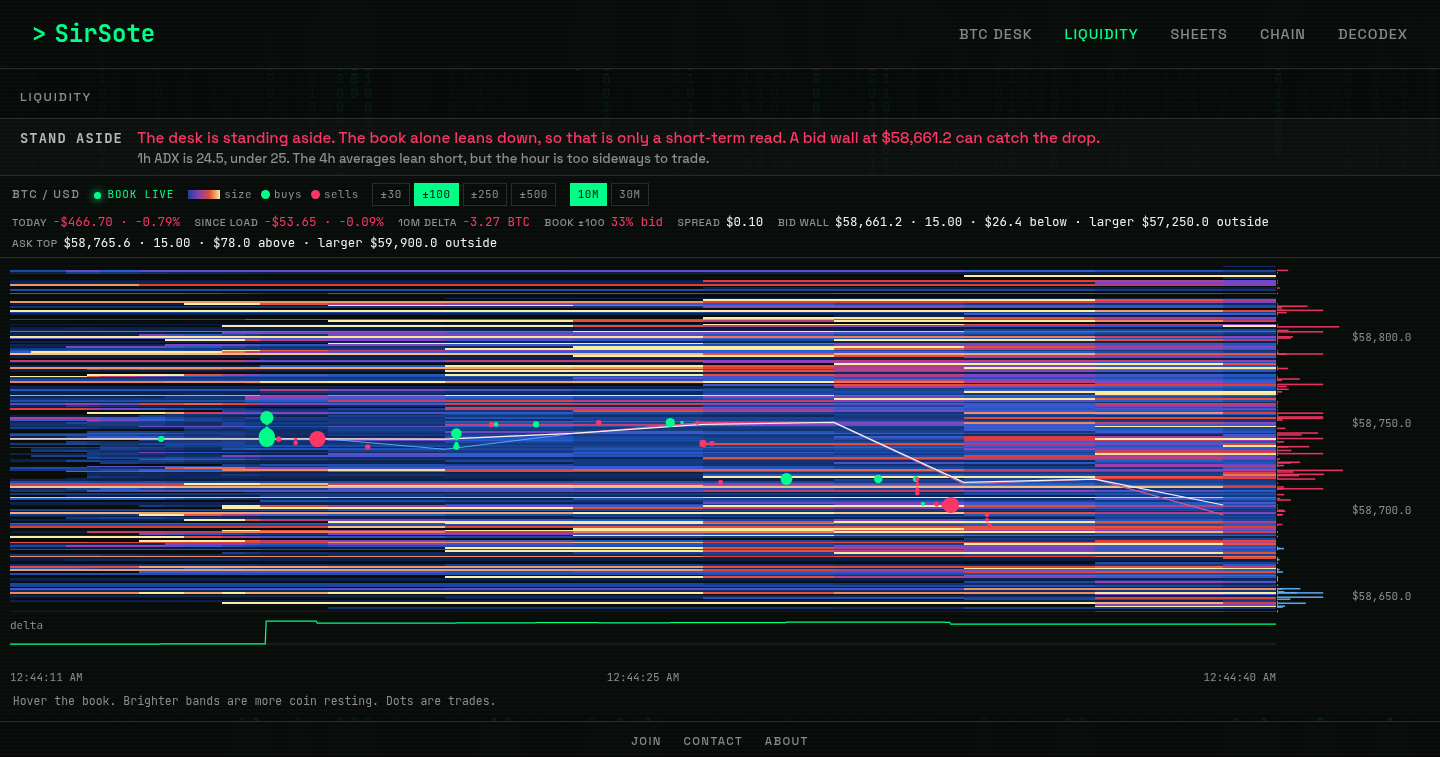 > SirSote
BTC DESK LIQUIDITY SHEETS CHAIN DECODEX
LIQUIDITY
STAND ASIDE The desk is standing aside. The book alone leans down, so that is only a short-term read. A bid wall at $58,661.2 can catch the drop.
1h ADX is 24.5, under 25. The 4h averages lean short, but the hour is too sideways to trade.
BTC / USD BOOK LIVE size buys sells ±30 ±100 ±250 ±500 10M 30M
TODAY -$466.70 · -0.79% SINCE LOAD -$53.65 · -0.09% 10M DELTA -3.27 BTC BOOK ±100 33% bid SPREAD $0.10 BID WALL $58,661.2 · 15.00 · $26.4 below · larger $57,250.0 outside
ASK TOP $58,765.6 · 15.00 · $78.0 above · larger $59,900.0 outside
$58,800.0
$58,750.0
$58,700.0
$58,650.0
delta
12:44:11 AM 12:44:25 AM 12:44:40 AM
Hover the book. Brighter bands are more coin resting. Dots are trades.
JOIN CONTACT ABOUT